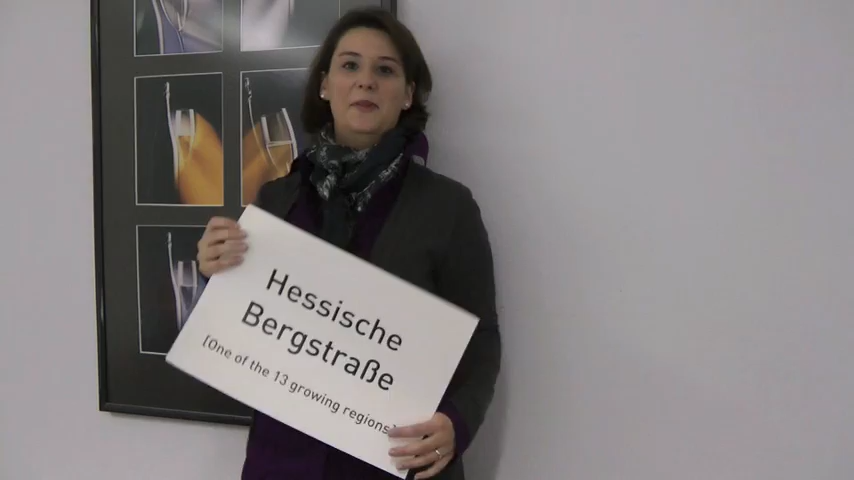 Hessische
Bergstraße
[One of the 13 growing regions]